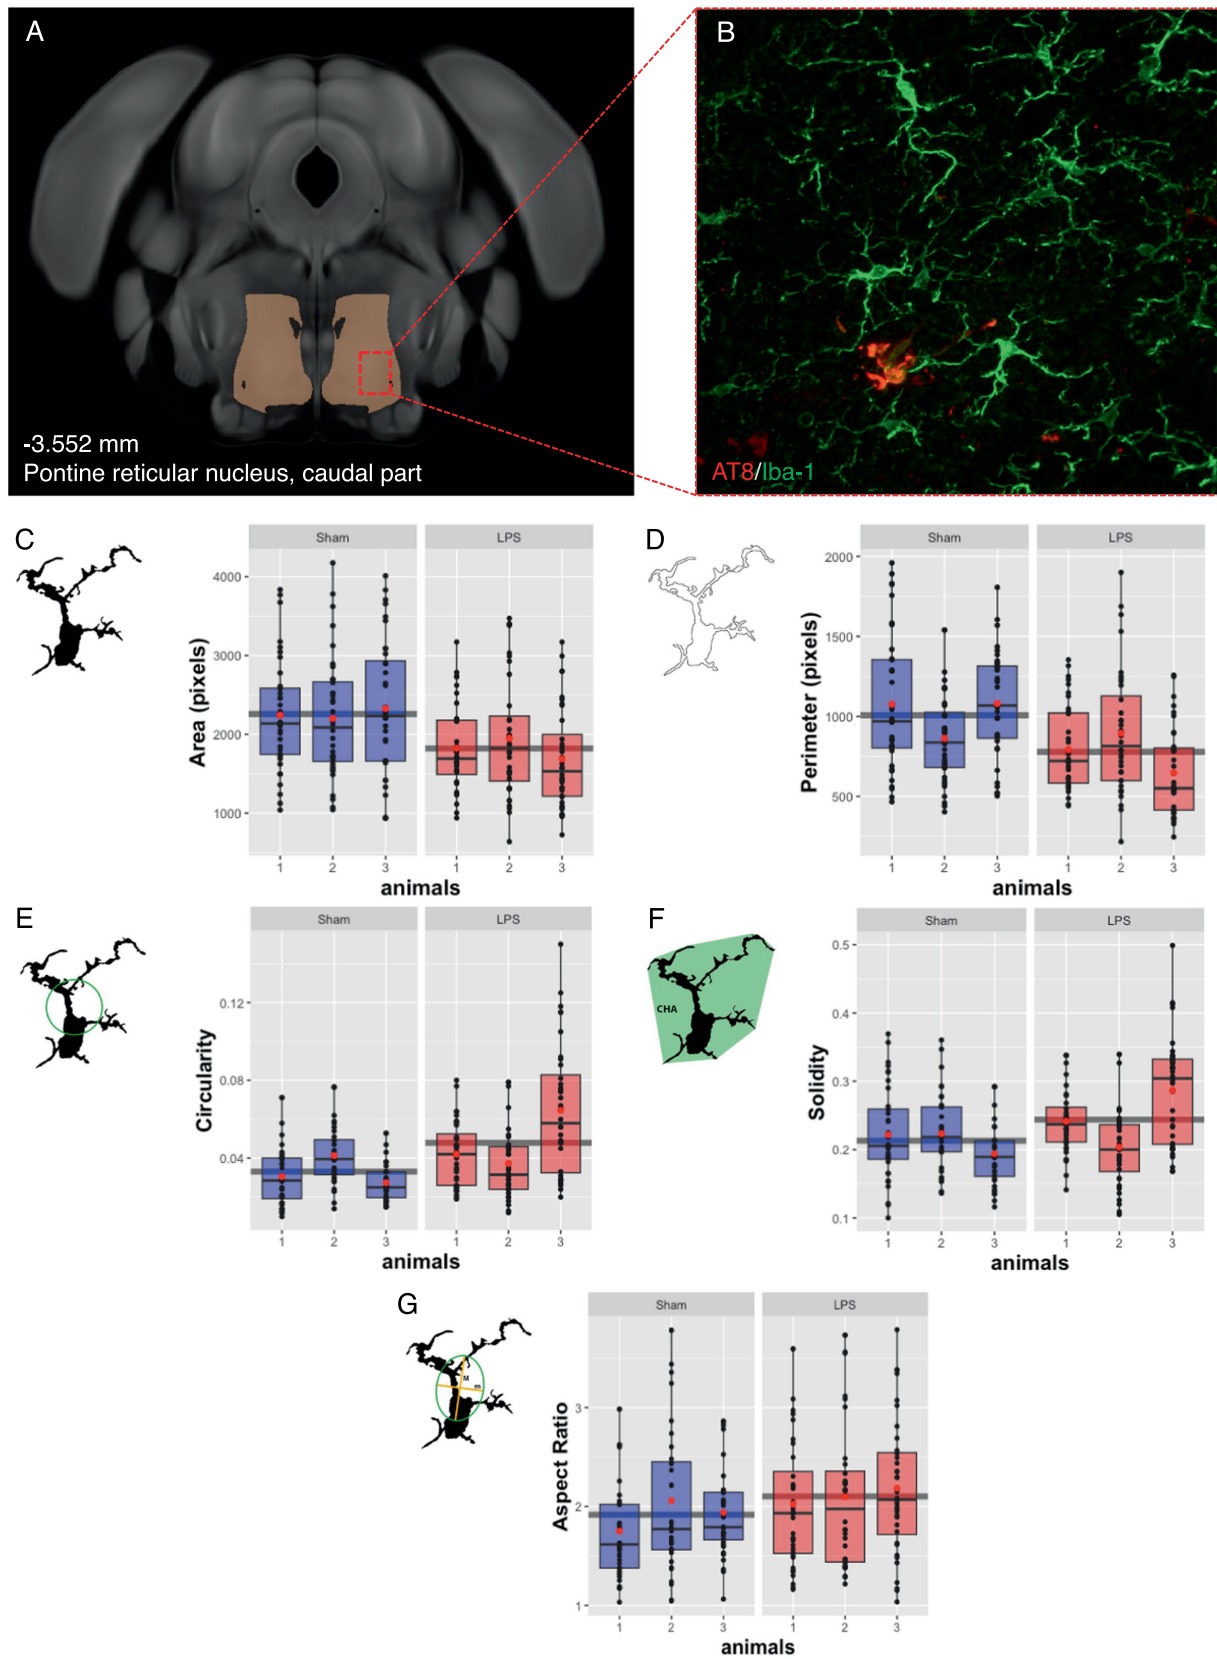 A
B
-3.552 mm
Pontine reticular nucleus, caudal part
AT8/Iba-1
C
Sham
LPS
Area (pixels)
4000
3000
2000
1000
1
2
3
1
2
3
animals
D
Sham
LPS
Perimeter (pixels)
2000
1500
1000
500
1
2
3
1
2
3
animals
E
Sham
LPS
Circularity
0.12
0.08
0.04
1
2
3
1
2
3
animals
F
CHA
Sham
LPS
Solidity
0.5
0.4
0.3
0.2
0.1
1
2
3
1
2
3
animals
G
M
m
Sham
LPS
Aspect Ratio
3
2
1
1
2
3
1
2
3
animals